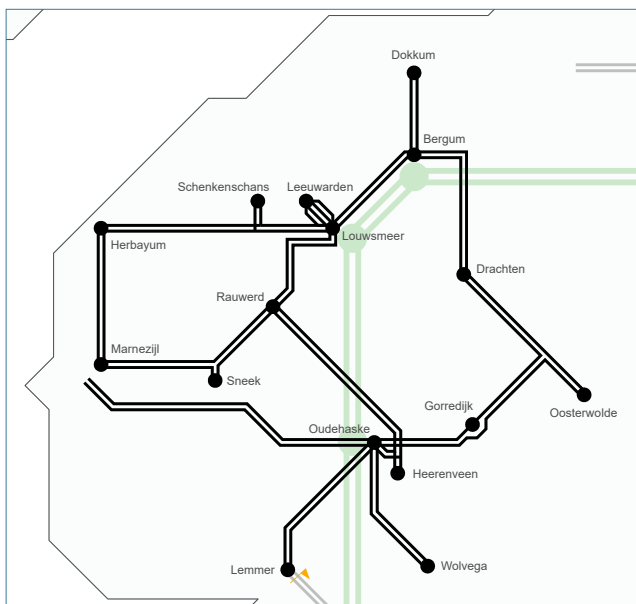 Dokkum
Bergum
Schenkenschans
Leeuwarden
Herbayum
Louwsmeer
Drachten
Rauwerd
Marnezijl
Sneek
Gorredijk
Oosterwolde
Oudehaske
Heerenveen
Lemmer
Wolvega